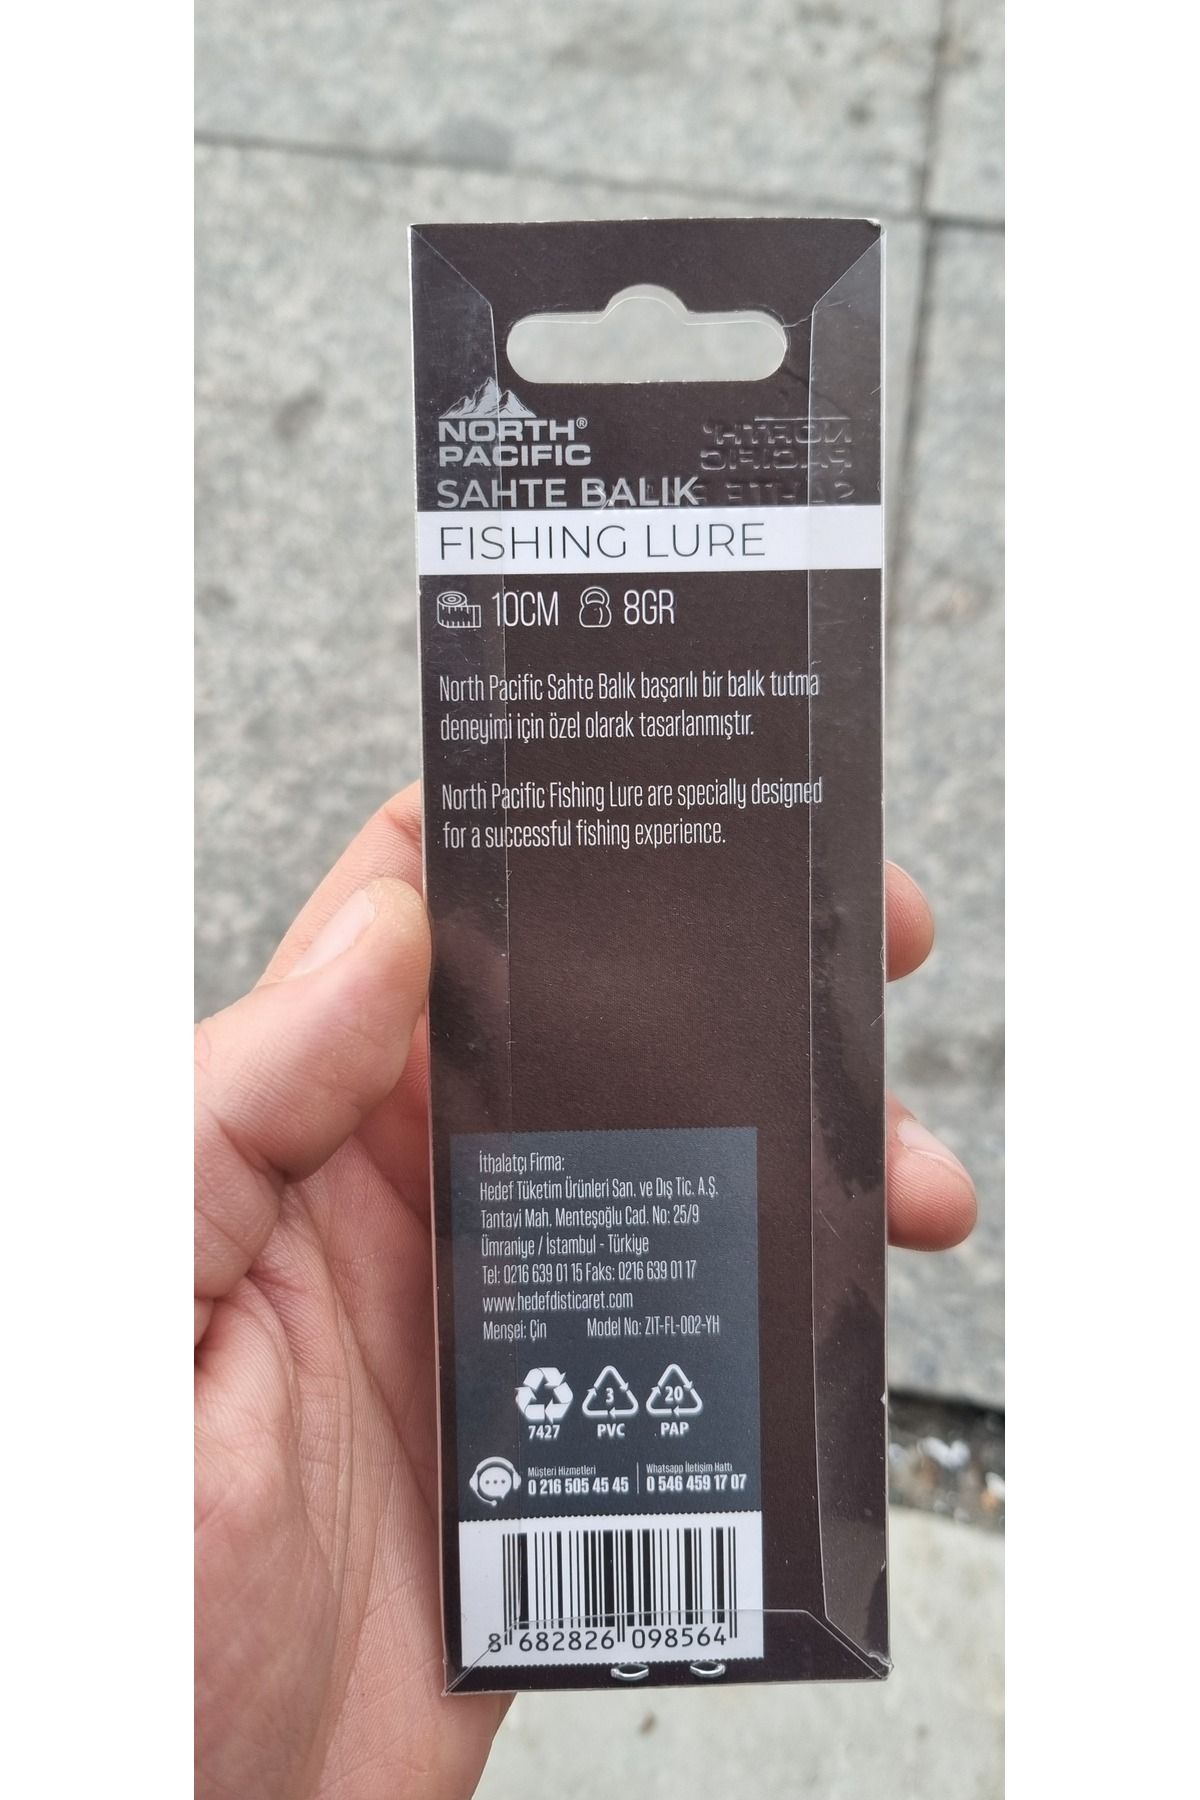 NORTH®
PACIFIC
SAHTE BALIK
FISHING LURE
10CM 8GR
North Pacific Sahte Balık başarılı bir balık tutma
deneyimi için özel olarak tasarlanmıştır.
North Pacific Fishing Lure are specially designed
for a successful fishing experience.
İthalatçı Firma:
Hedef Tüketim Ürünleri San. ve Dış Tic. A.Ş.
Tantavi Mah. Menteşoğlu Cad. No: 25/9
Ümraniye / İstambul - Türkiye
Tel: 0216 639 01 15 Faks: 0216 639 01 17
www.hedefdisticaret.com
Menşei: Çin Model No: ZIT-FL-002-YH
7427
3
PVC
20
PAP
Müşteri Hizmetleri
0 216 505 45 45
Whatsapp İletişim Hattı
0 546 459 17 07
8 682826 098564